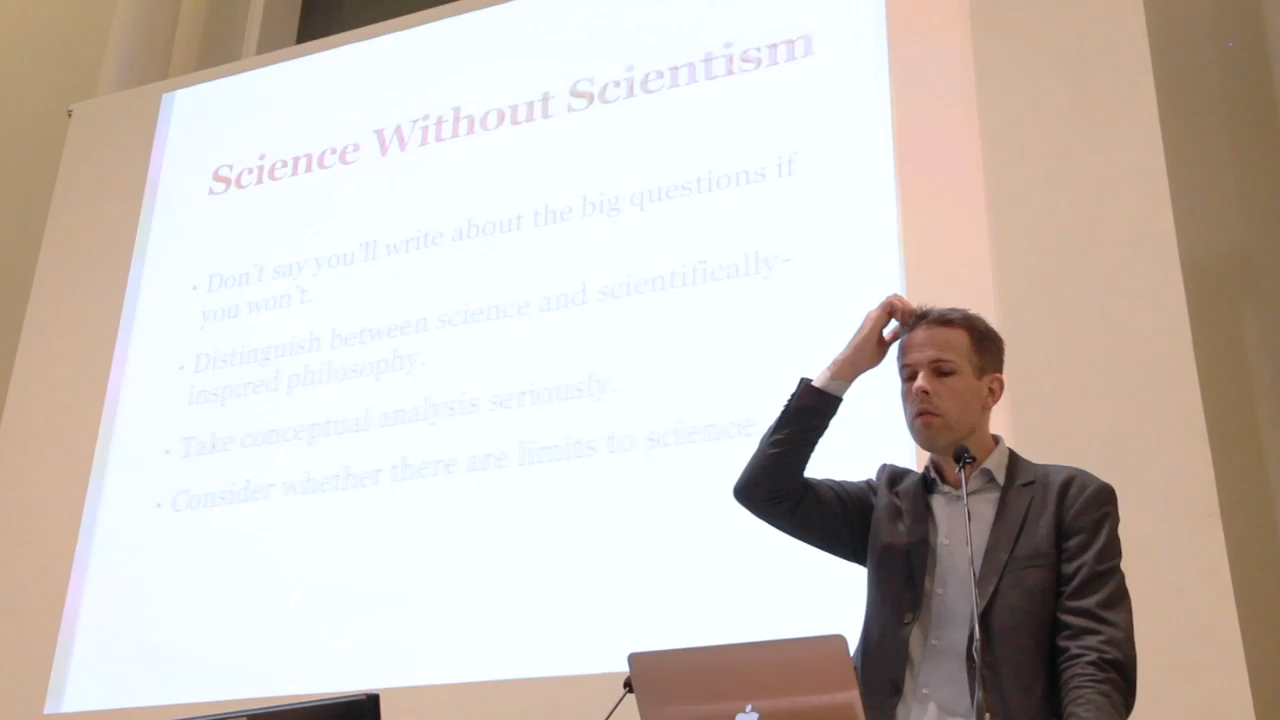 Science Without Scientism
• Don't say you'll write about the big questions if
you won't.
• Distinguish between science and scientifically-
inspired philosophy.
• Take conceptual analysis seriously.
• Consider whether there are limits to science.